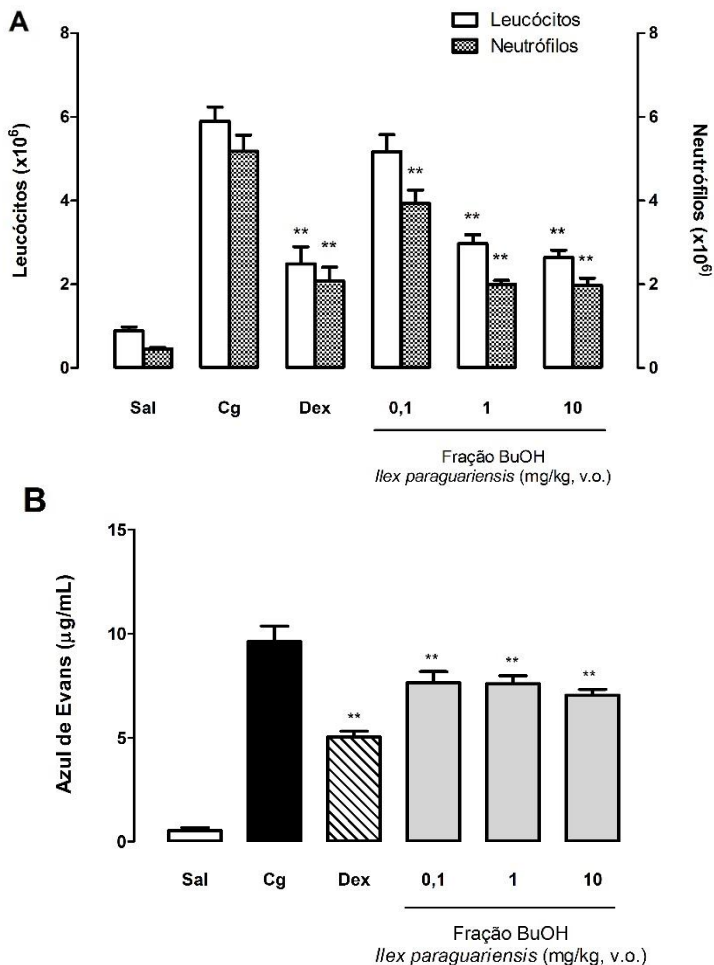 A
Leucócitos
Neutrófilos
Leucócitos (x10⁶)
8
6
4
2
0
Neutrófilos (x10⁶)
8
6
4
2
0
** **
**
** **
** **
Sal Cg Dex 0,1 1 10
Fração BuOH
Ilex paraguariensis (mg/kg, v.o.)
B
Azul de Evans (µg/mL)
15
10
5
0
**
** ** **
Sal Cg Dex 0,1 1 10
Fração BuOH
Ilex paraguariensis (mg/kg, v.o.)